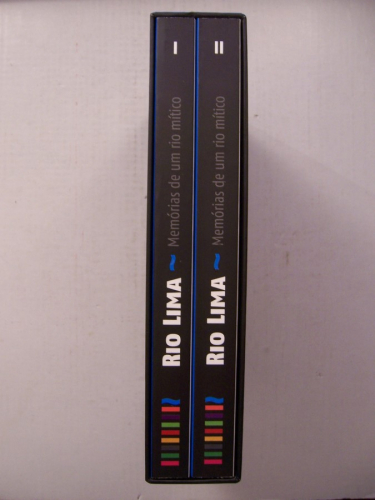 I
RIO LIMA ~ Memórias de um rio mítico
II
RIO LIMA ~ Memórias de um rio mítico